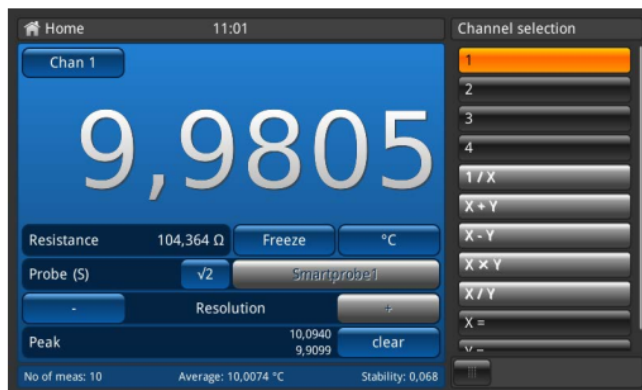 Home 11:01
Chan 1
9,9805
Resistance 104,364 Ω Freeze °C
Probe (S) √2 Smartprobe1
- Resolution +
Peak 10,0940 9,9099 clear
No of meas: 10 Average: 10,0074 °C Stability: 0,068
Channel selection
1
2
3
4
1 / X
X + Y
X - Y
X × Y
X / Y
X =